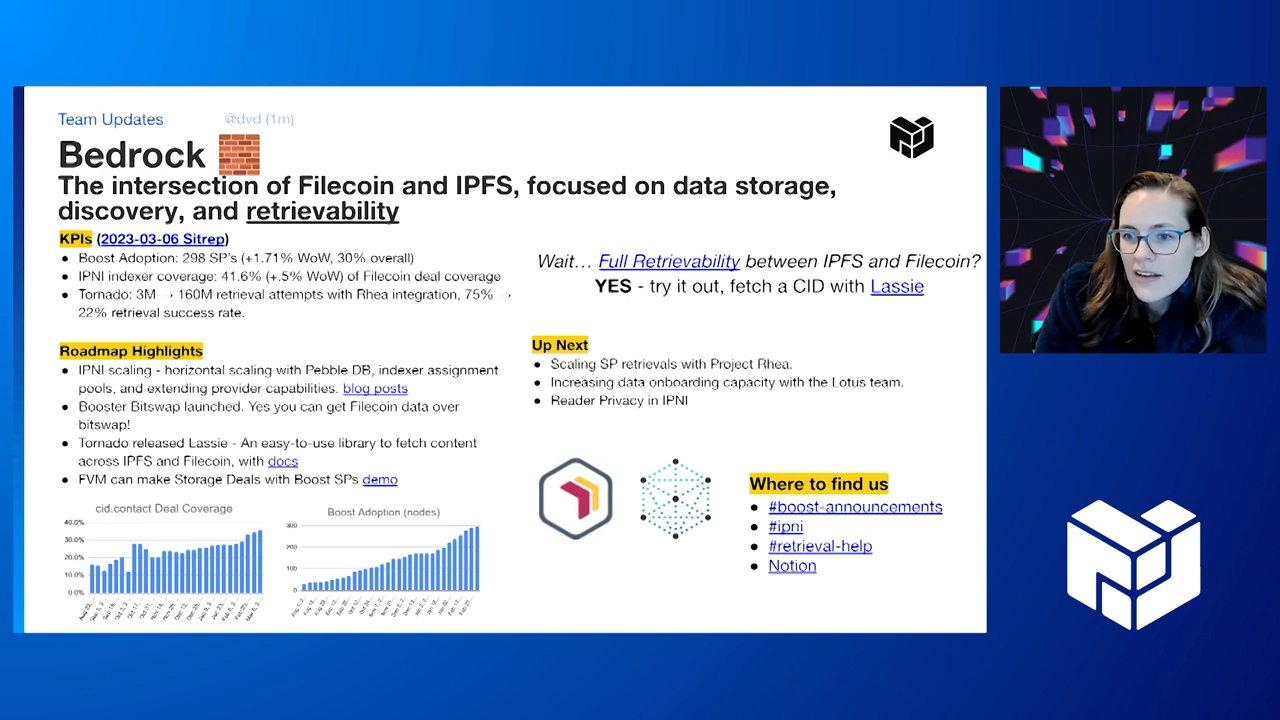 Team Updates @dvd (1m)
Bedrock
The intersection of Filecoin and IPFS, focused on data storage,
discovery, and retrievability
KPIs (2023-03-06 Sitrep)
● Boost Adoption: 298 SP's (+1.71% WoW, 30% overall)
● IPNI indexer coverage: 41.6% (+.5% WoW) of Filecoin deal coverage
● Tornado: 3M → 160M retrieval attempts with Rhea integration, 75% →
22% retrieval success rate.
Roadmap Highlights
● IPNI scaling - horizontal scaling with Pebble DB, indexer assignment
pools, and extending provider capabilities. blog posts
● Booster Bitswap launched. Yes you can get Filecoin data over
bitswap!
● Tornado released Lassie - An easy-to-use library to fetch content
across IPFS and Filecoin, with docs
● FVM can make Storage Deals with Boost SPs demo
cid.contact Deal Coverage
40.0%
30.0%
20.0%
10.0%
0.0%
Boost Adoption (nodes)
300
200
100
0
Wait... Full Retrievability between IPFS and Filecoin?
YES - try it out, fetch a CID with Lassie
Up Next
● Scaling SP retrievals with Project Rhea.
● Increasing data onboarding capacity with the Lotus team.
● Reader Privacy in IPNI
Where to find us
● #boost-announcements
● #ipni
● #retrieval-help
● Notion